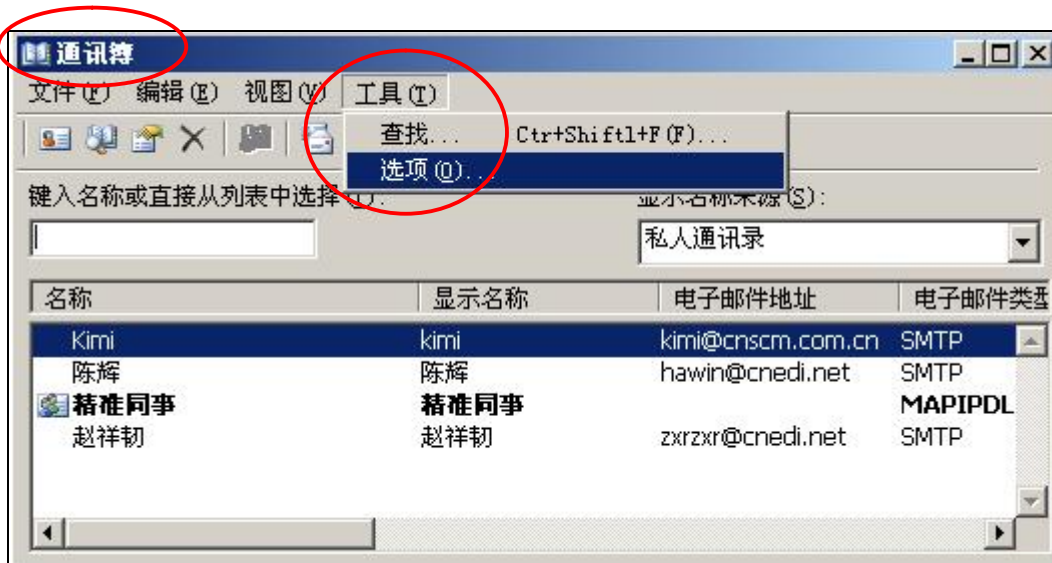 通讯簿
文件(F) 编辑(E) 视图(V) 工具(T)
查找... Ctr+Shiftl+F(F)...
选项(O)...
键入名称或直接从列表中选择(I): 显示名称来源(S):
私人通讯录
名称 显示名称 电子邮件地址 电子邮件类型
Kimi kimi kimi@cnscm.com.cn SMTP
陈辉 陈辉 hawin@cnedi.net SMTP
精准同事 精准同事 MAPIPDL
赵祥韧 赵祥韧 zxrzxr@cnedi.net SMTP